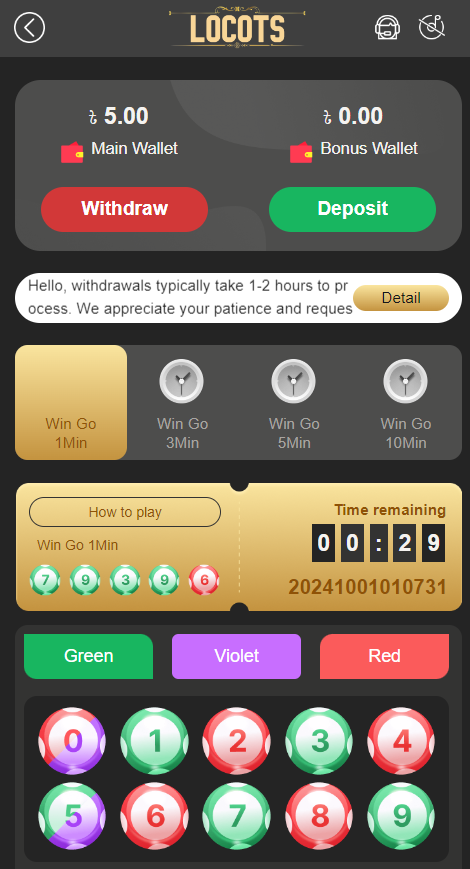 LOCOTS
৳ 5.00
৳ 0.00
Main Wallet
Bonus Wallet
Withdraw
Deposit
Hello, withdrawals typically take 1-2 hours to pr
ocess. We appreciate your patience and reques
Detail
Win Go
1Min
Win Go
3Min
Win Go
5Min
Win Go
10Min
How to play
Time remaining
Win Go 1Min
0 0 : 2 9
7 9 3 9 6
20241001010731
Green
Violet
Red
0 1 2 3 4
5 6 7 8 9